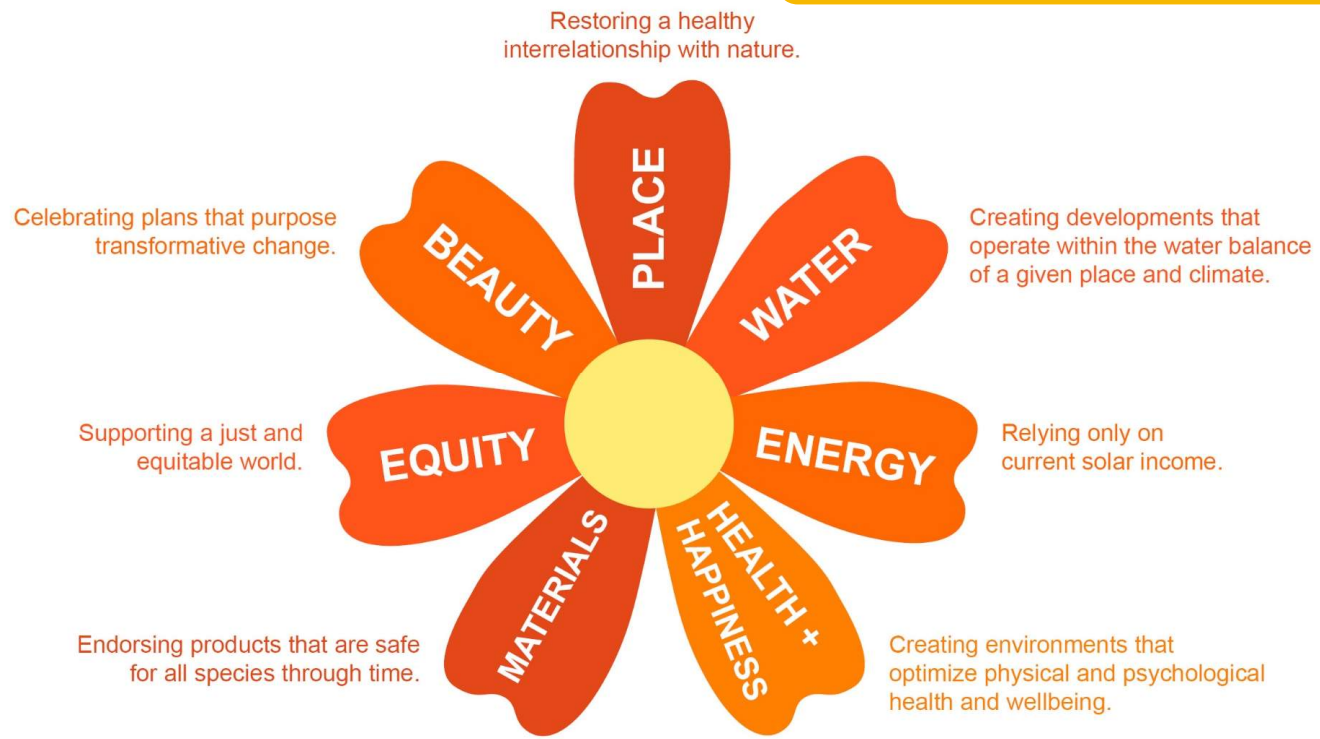 Restoring a healthy
interrelationship with nature.
PLACE
Creating developments that
operate within the water balance
of a given place and climate.
WATER
Relying only on
current solar income.
ENERGY
Creating environments that
optimize physical and psychological
health and wellbeing.
HEALTH +
HAPPINESS
Endorsing products that are safe
for all species through time.
MATERIALS
Supporting a just and
equitable world.
EQUITY
Celebrating plans that purpose
transformative change.
BEAUTY